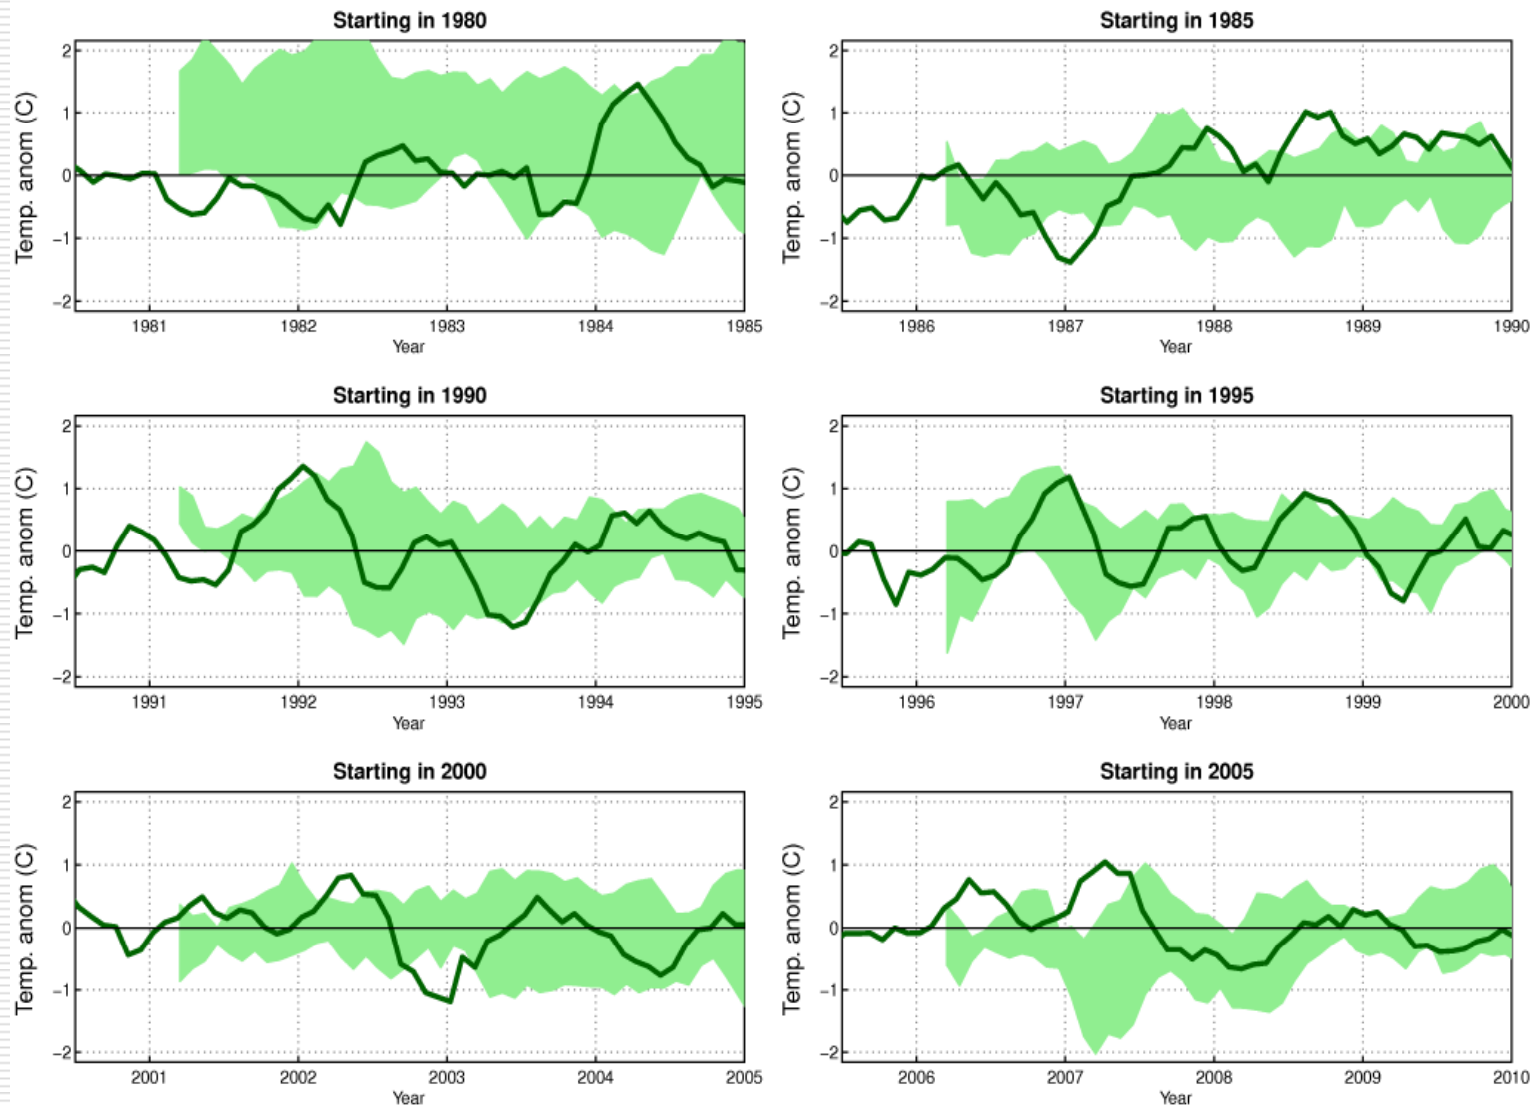 Starting in 1980
Temp. anom (C)
2
1
0
−1
−2
1981 1982 1983 1984 1985
Year
Starting in 1985
Temp. anom (C)
2
1
0
−1
−2
1986 1987 1988 1989 1990
Year
Starting in 1990
Temp. anom (C)
2
1
0
−1
−2
1991 1992 1993 1994 1995
Year
Starting in 1995
Temp. anom (C)
2
1
0
−1
−2
1996 1997 1998 1999 2000
Year
Starting in 2000
Temp. anom (C)
2
1
0
−1
−2
2001 2002 2003 2004 2005
Year
Starting in 2005
Temp. anom (C)
2
1
0
−1
−2
2006 2007 2008 2009 2010
Year